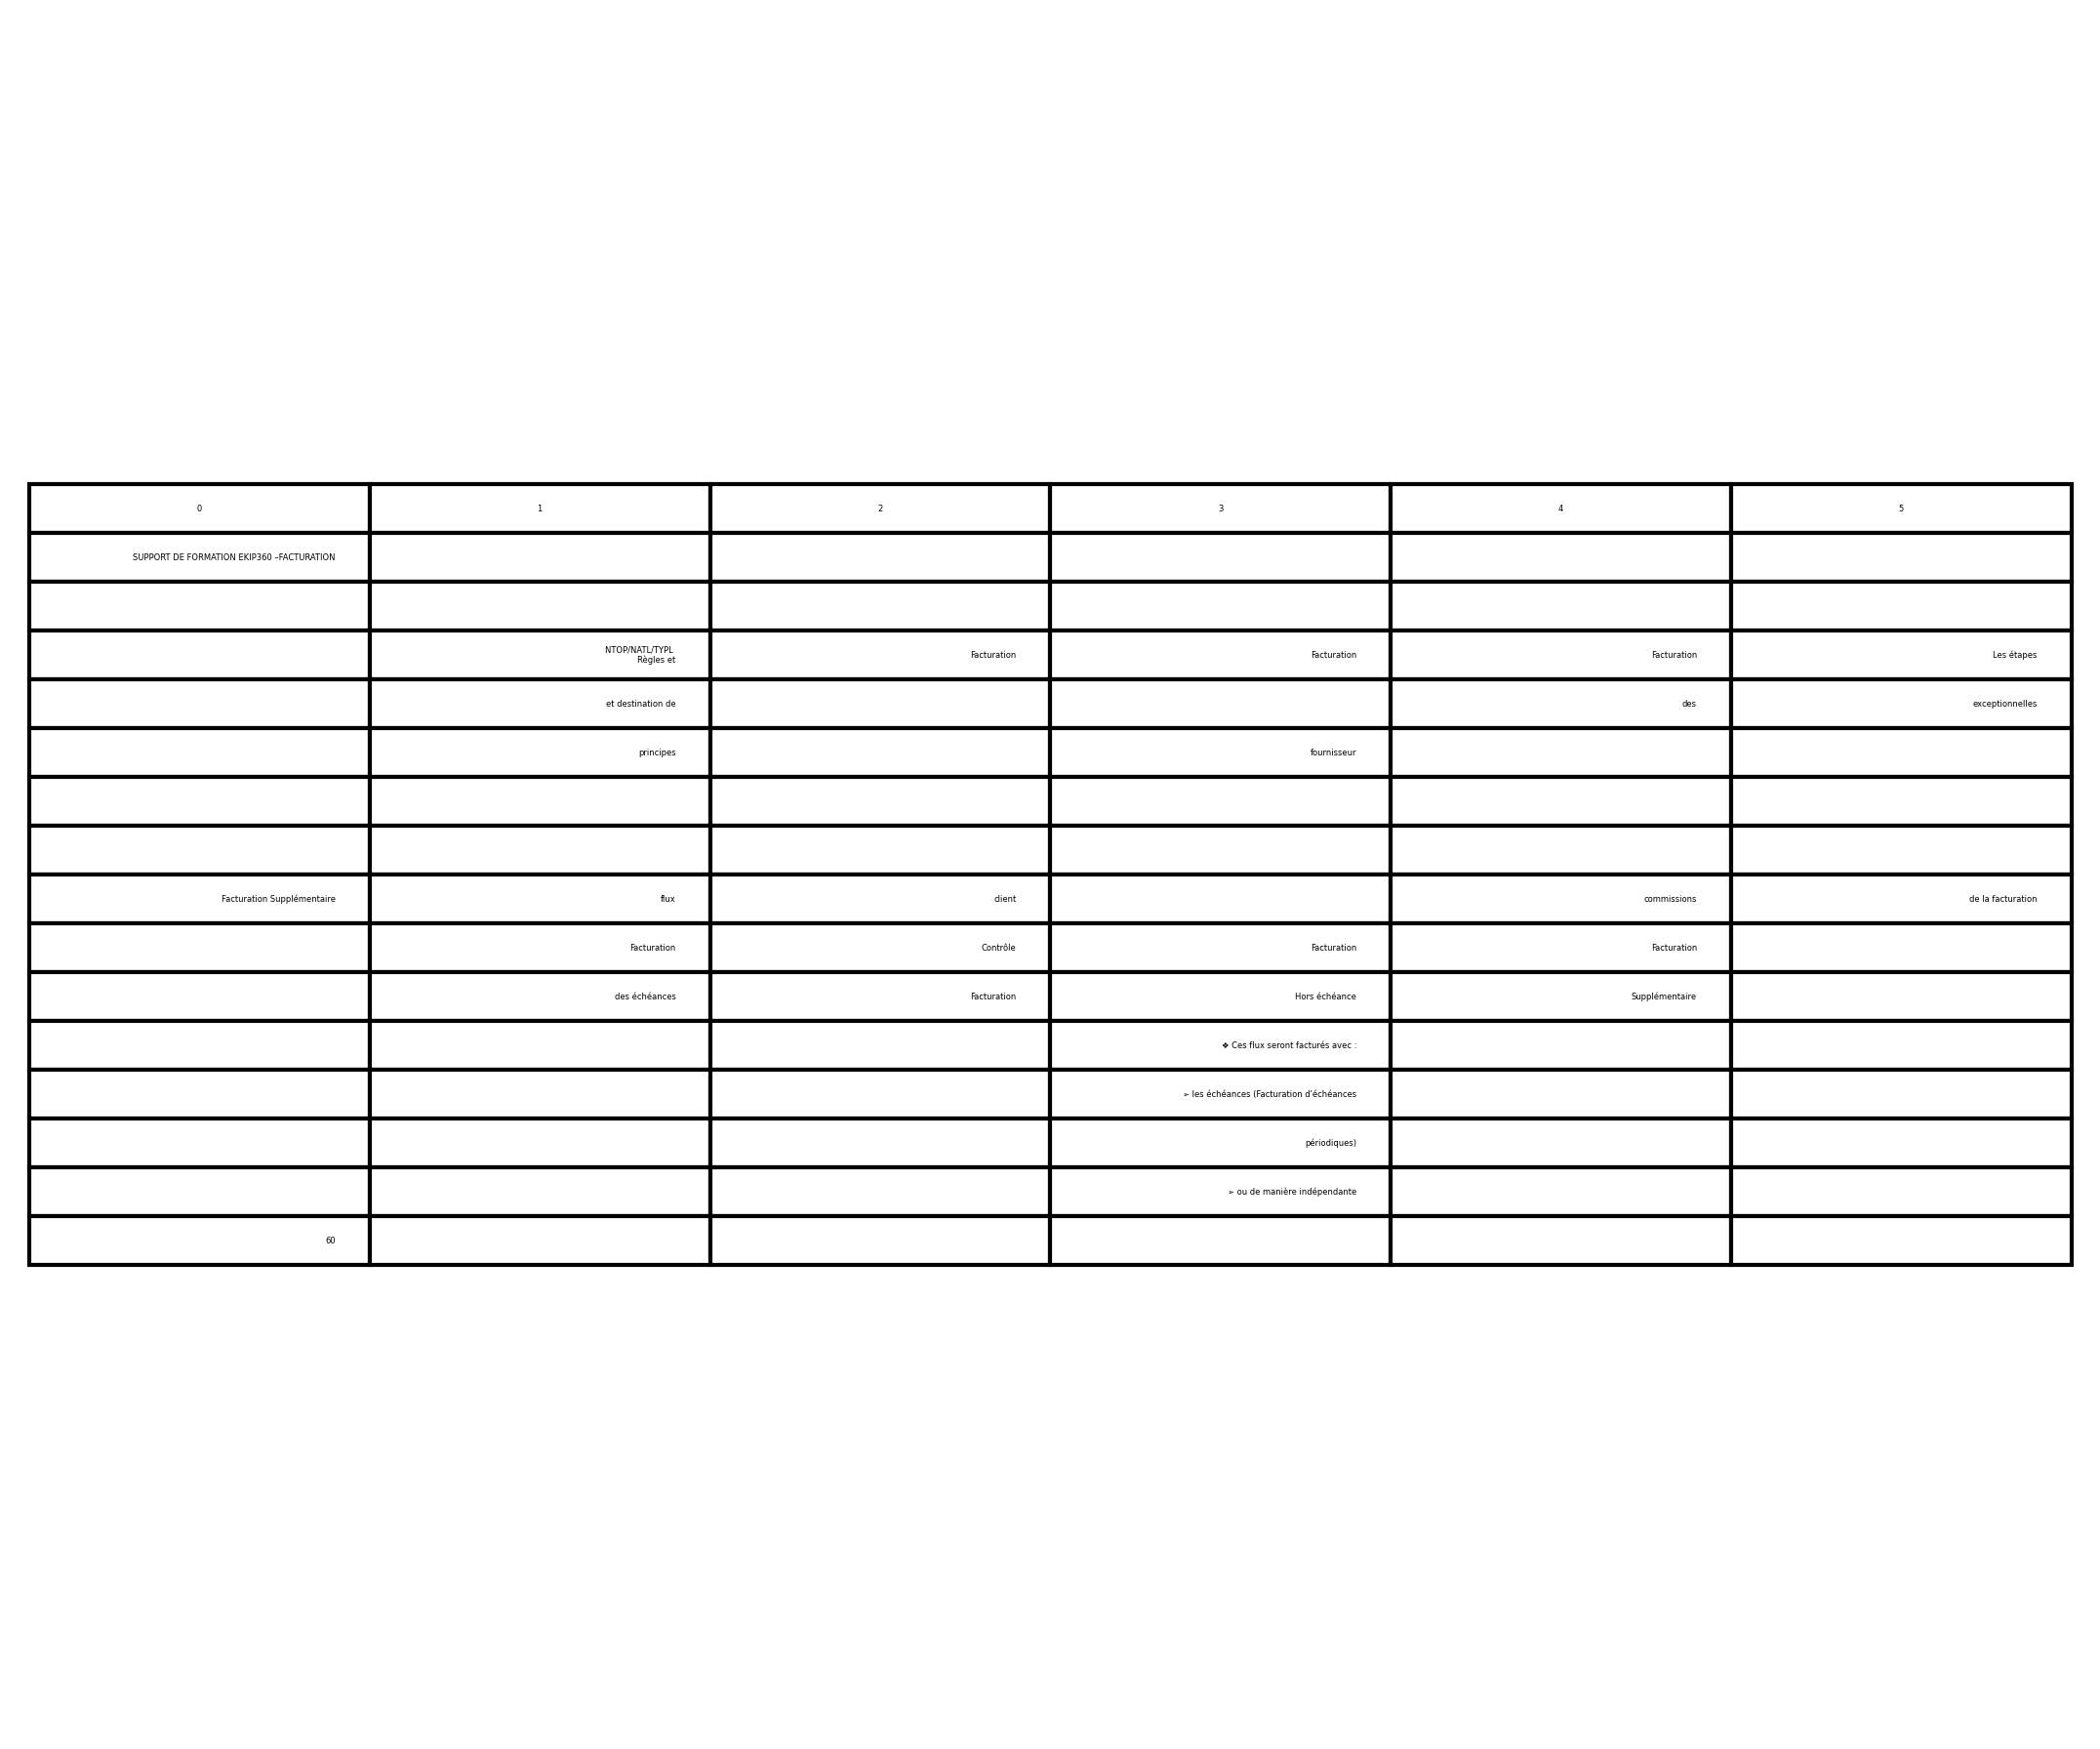 0 1 2 3 4 5
SUPPORT DE FORMATION EKIP360 –FACTURATION
NTOP/NATL/TYPL
Règles et Facturation Facturation Facturation Les étapes
et destination de des exceptionnelles
principes fournisseur
Facturation Supplémentaire flux client commissions de la facturation
Facturation Contrôle Facturation Facturation
des échéances Facturation Hors échéance Supplémentaire
❖ Ces flux seront facturés avec :
➢ les échéances (Facturation d'échéances
périodiques)
➢ ou de manière indépendante
60